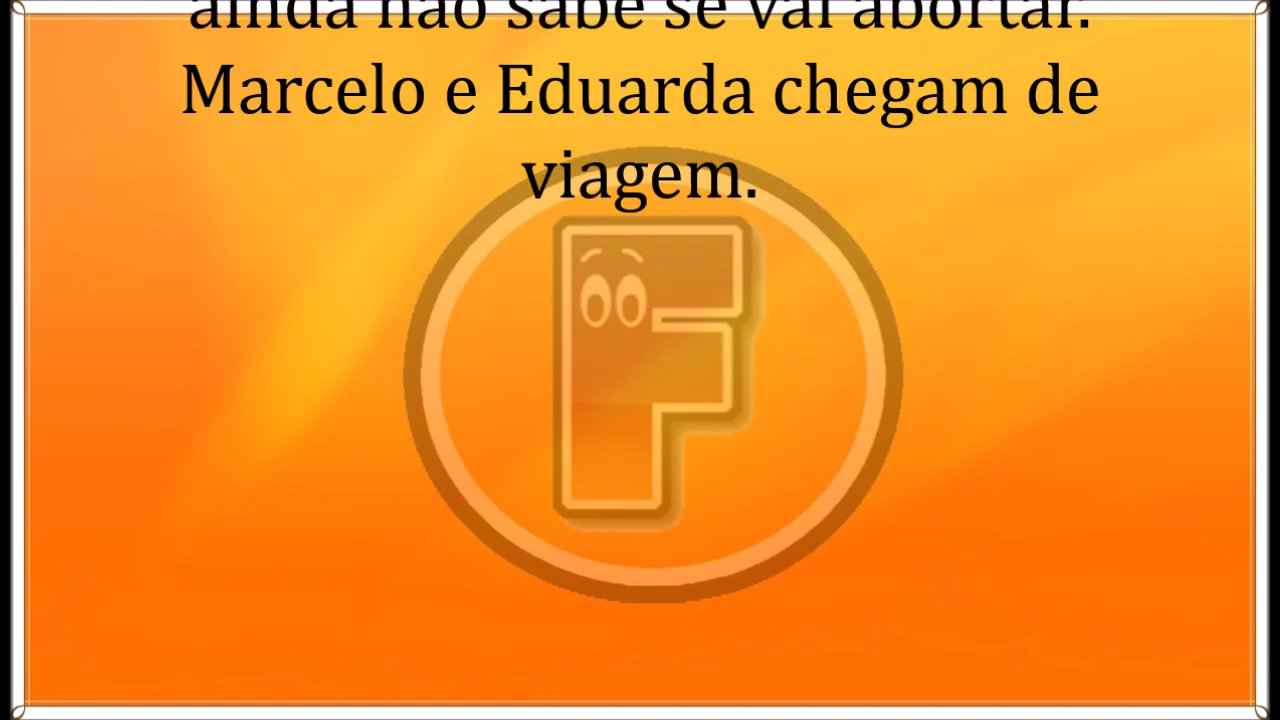 ainda não sabe se vai abortar.
Marcelo e Eduarda chegam de
viagem.
F